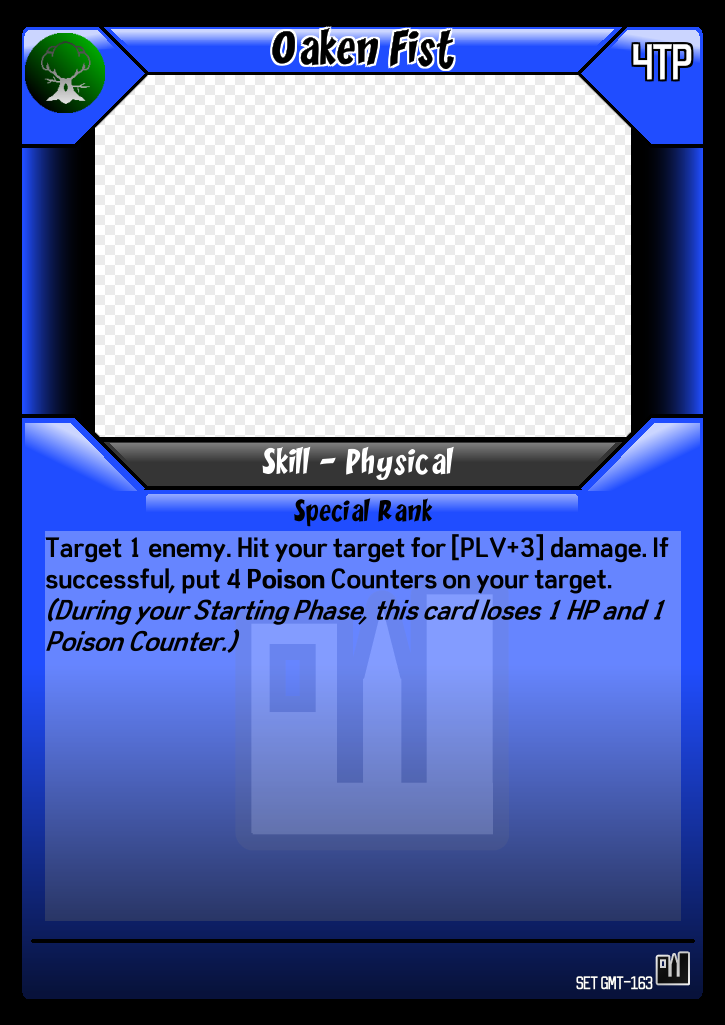 Oaken Fist
4TP
Skill - Physical
Special Rank
Target 1 enemy. Hit your target for [PLV+3] damage. If
successful, put 4 Poison Counters on your target.
(During your Starting Phase, this card loses 1 HP and 1
Poison Counter.)
SET GMT-163